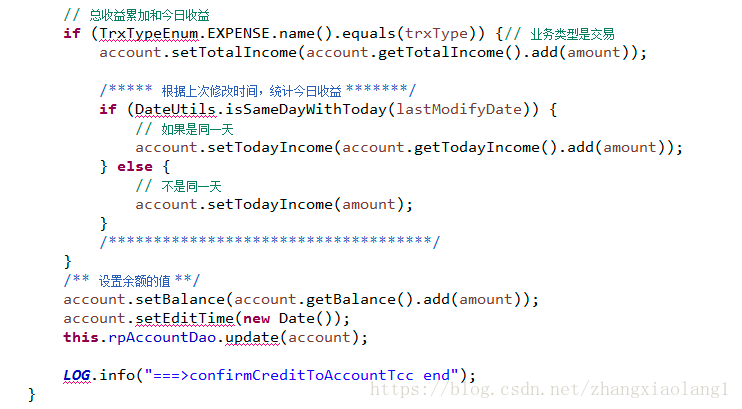 // 总收益累加和今日收益
if (TrxTypeEnum.EXPENSE.name().equals(trxType)) {// 业务类型是交易
account.setTotalIncome(account.getTotalIncome().add(amount));
/***** 根据上次修改时间，统计今日收益 *******/
if (DateUtils.isSameDayWithToday(lastModifyDate)) {
// 如果是同一天
account.setTodayIncome(account.getTodayIncome().add(amount));
} else {
// 不是同一天
account.setTodayIncome(amount);
}
/************************************/
}
/** 设置余额的值 **/
account.setBalance(account.getBalance().add(amount));
account.setEditTime(new Date());
this.rpAccountDao.update(account);
LOG.info("===>confirmCreditToAccountTcc end");
}
https://blog.csdn.net/zhangxiaolang1